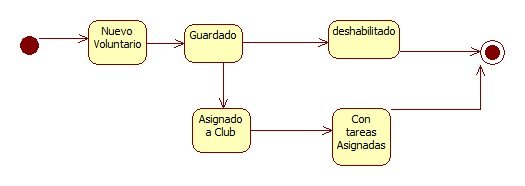 Nuevo
Voluntario
Guardado
deshabilitado
Asignado
a Club
Con
tareas
Asignadas